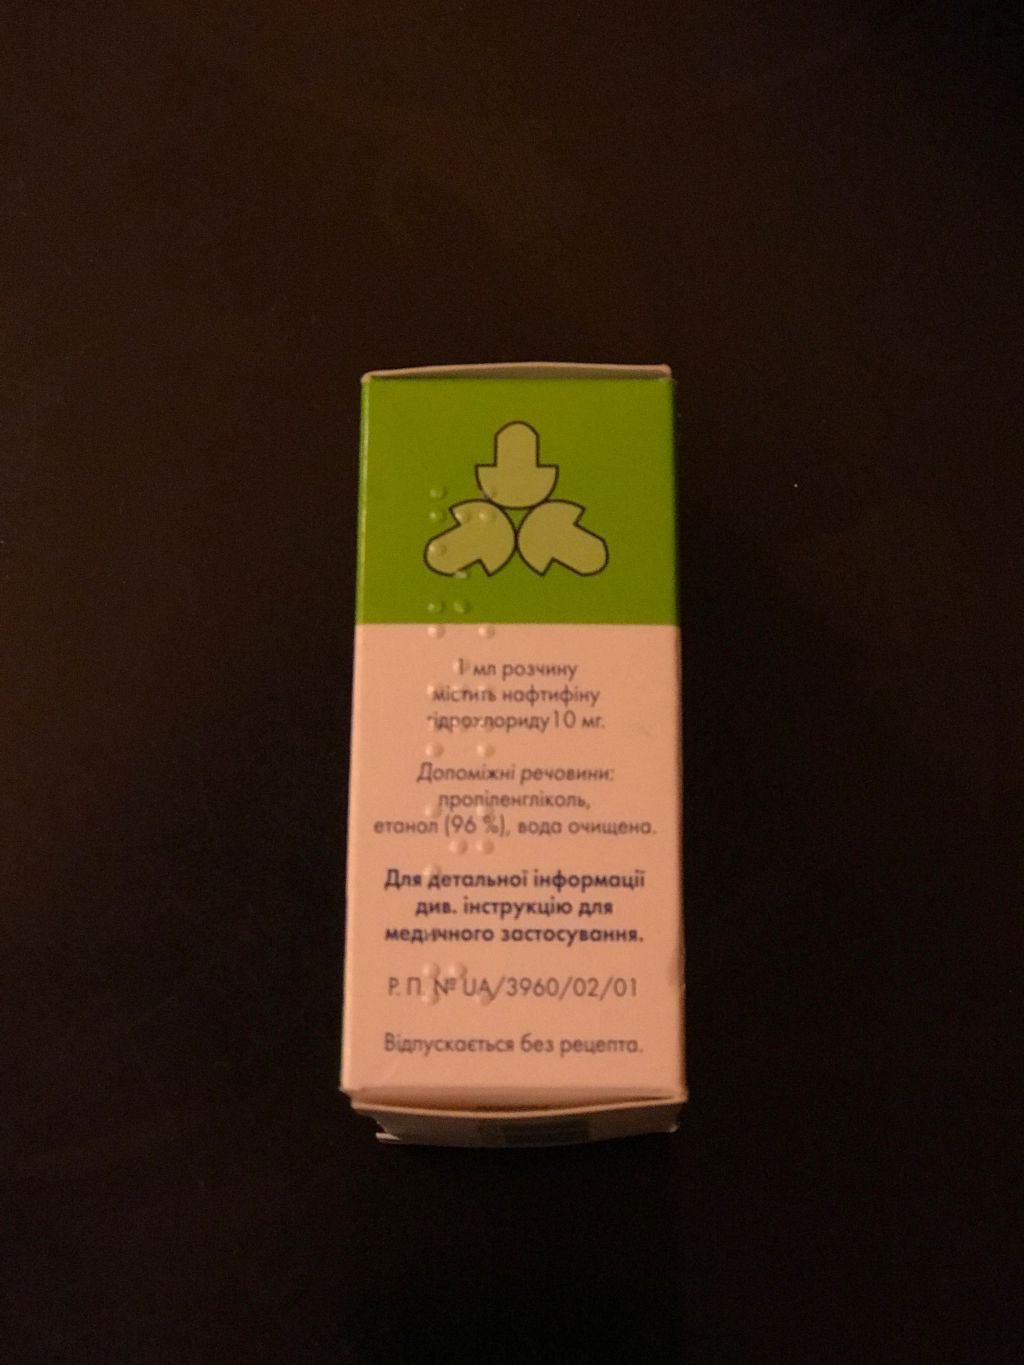 1 мл розчину
містить нафтифіну
гідрохлориду 10 мг.
Допоміжні речовини:
пропіленгліколь,
етанол (96 %), вода очищена.
Для детальної інформації
див. інструкцію для
медичного застосування.
Р. П. № UA/3960/02/01
Відпускається без рецепта.